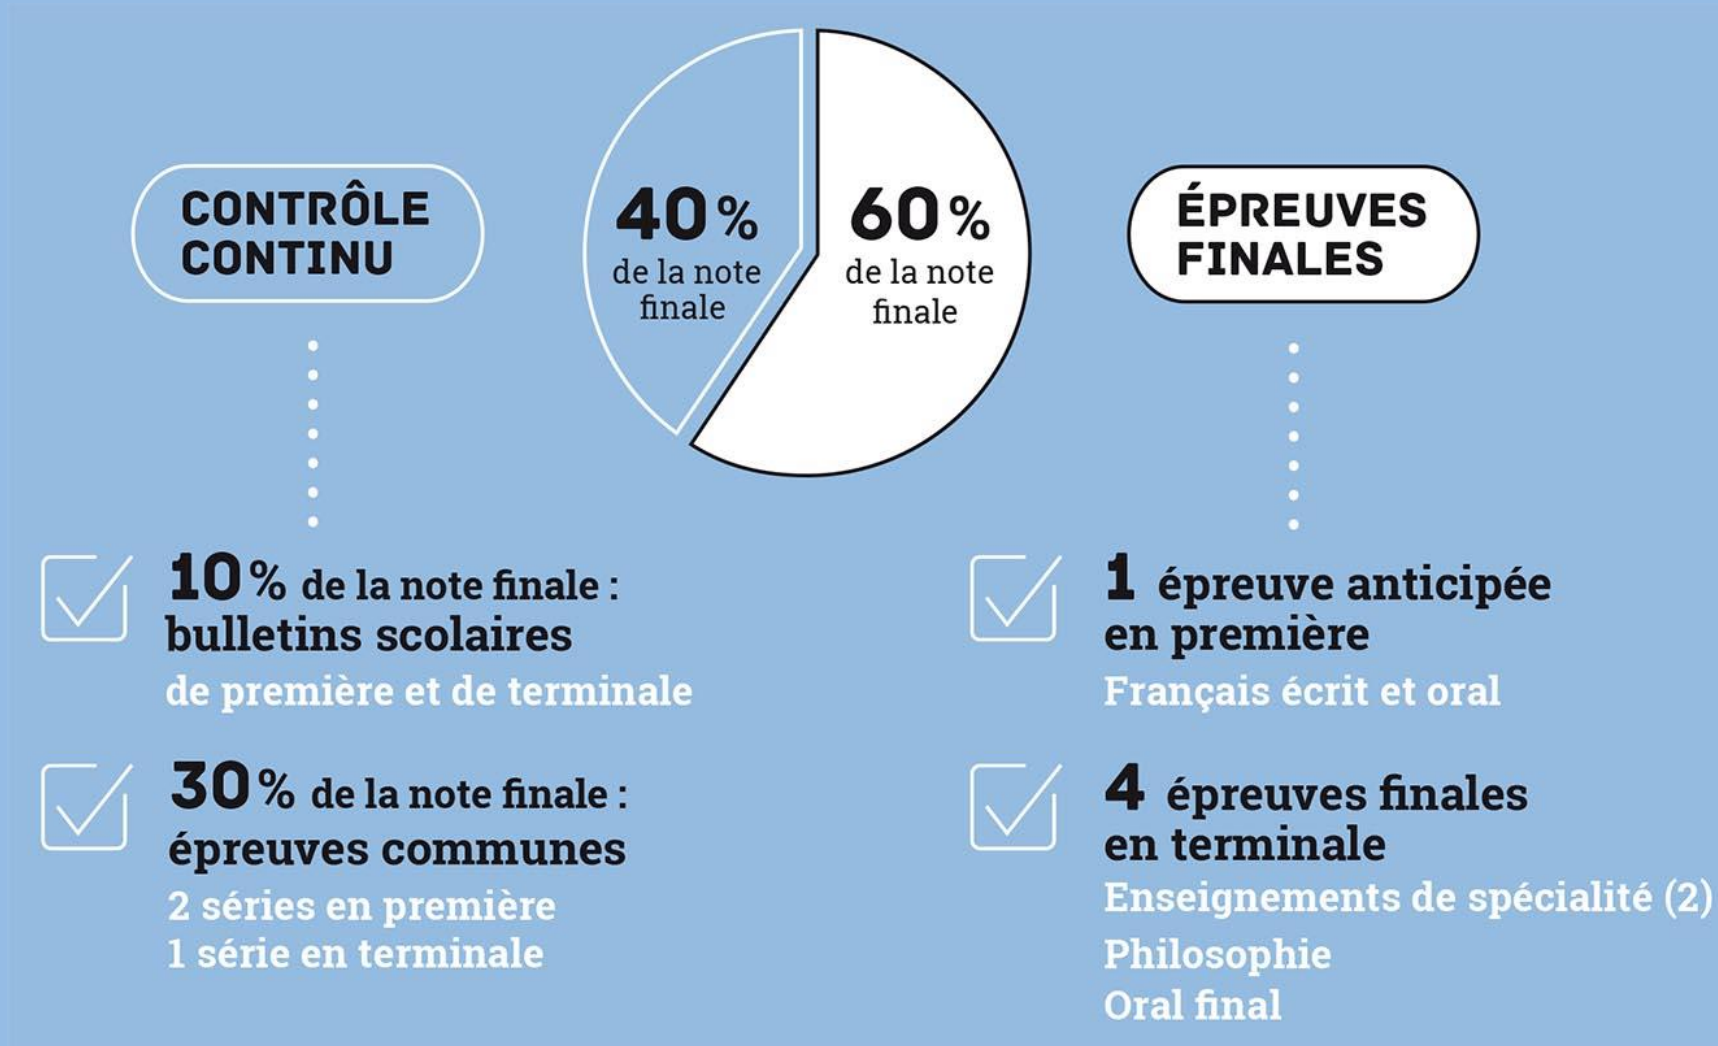 CONTRÔLE
CONTINU
40%
de la note
finale
60%
de la note
finale
ÉPREUVES
FINALES
10% de la note finale :
bulletins scolaires
de première et de terminale
30% de la note finale :
épreuves communes
2 séries en première
1 série en terminale
1 épreuve anticipée
en première
Français écrit et oral
4 épreuves finales
en terminale
Enseignements de spécialité (2)
Philosophie
Oral final